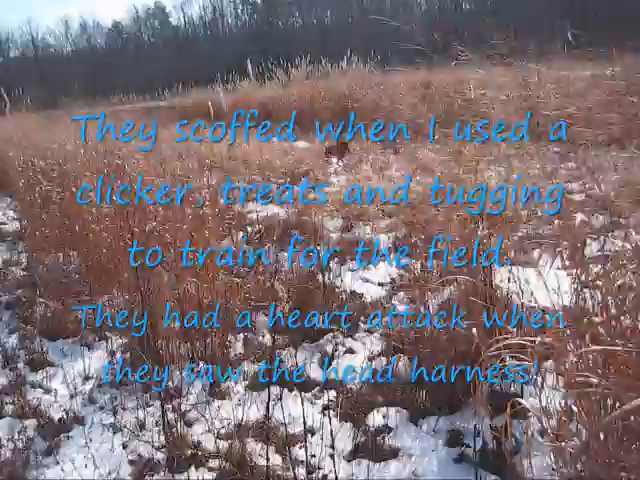 They scoffed when I used a
clicker, treats and tugging
to train for the field.
They had a heart attack when
they saw the head harness!